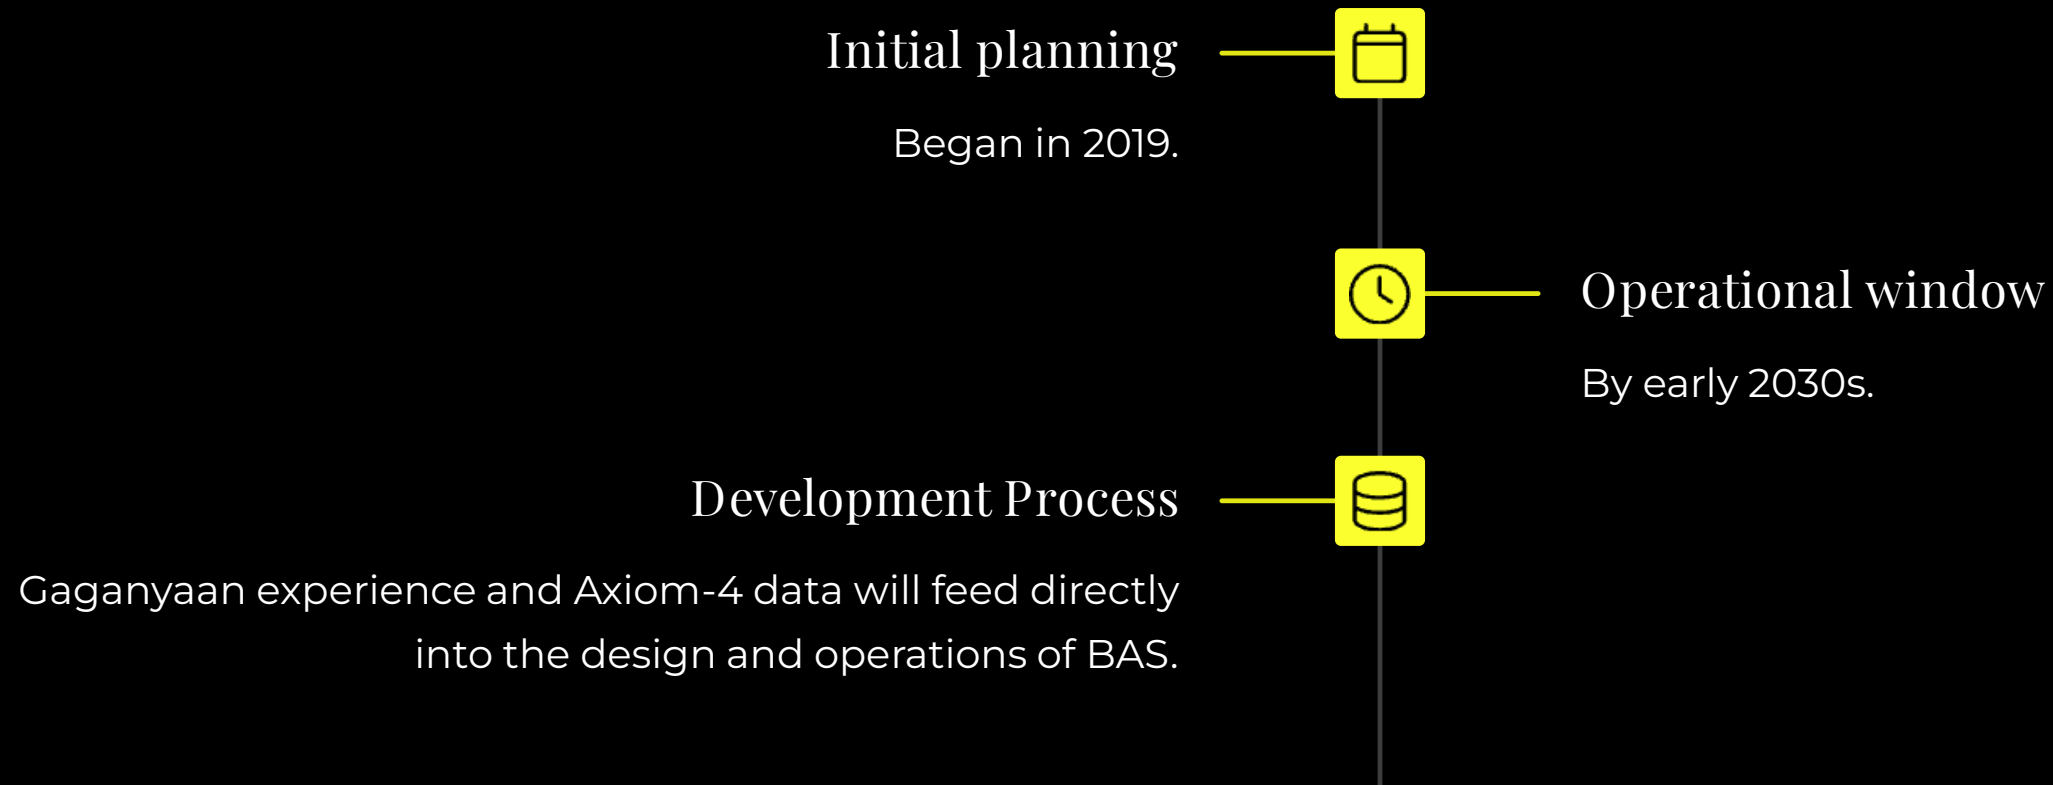 Initial planning
Began in 2019.
Operational window
By early 2030s.
Development Process
Gaganyaan experience and Axiom-4 data will feed directly
into the design and operations of BAS.